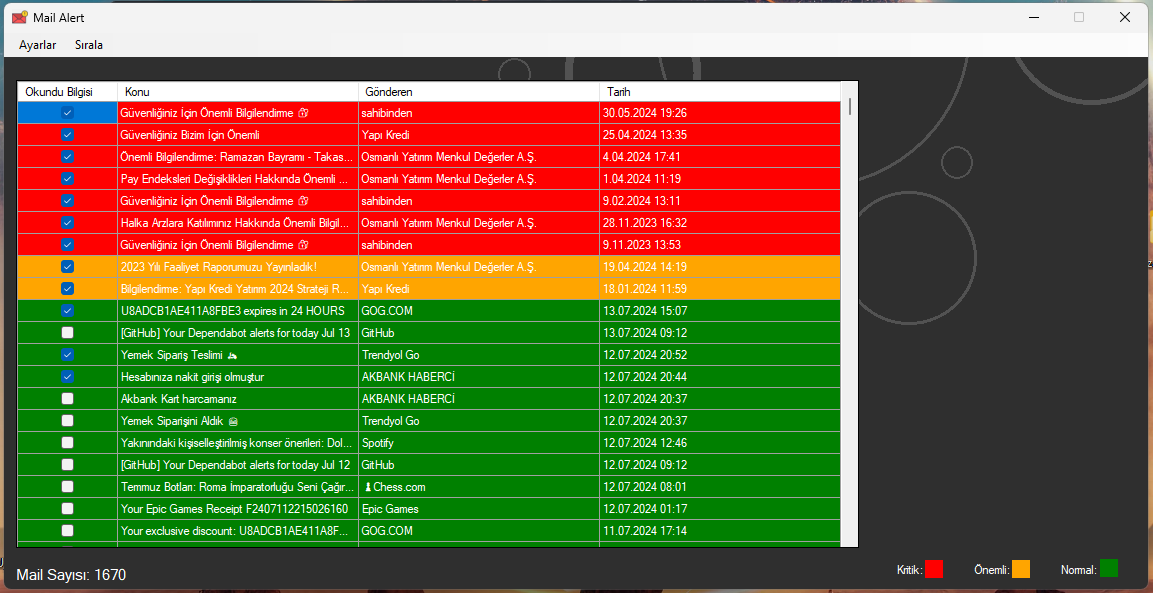 Mail Alert
Ayarlar Sırala
Okundu Bilgisi Konu Gönderen Tarih
Güvenliğiniz İçin Önemli Bilgilendirme sahibinden 30.05.2024 19:26
Güvenliğiniz Bizim İçin Önemli Yapı Kredi 25.04.2024 13:35
Önemli Bilgilendirme: Ramazan Bayramı - Takas... Osmanlı Yatırım Menkul Değerler A.Ş. 4.04.2024 17:41
Pay Endeksleri Değişiklikleri Hakkında Önemli ... Osmanlı Yatırım Menkul Değerler A.Ş. 1.04.2024 11:19
Güvenliğiniz İçin Önemli Bilgilendirme sahibinden 9.02.2024 13:11
Halka Arzlara Katılımınız Hakkında Önemli Bilgil... Osmanlı Yatırım Menkul Değerler A.Ş. 28.11.2023 16:32
Güvenliğiniz İçin Önemli Bilgilendirme sahibinden 9.11.2023 13:53
2023 Yılı Faaliyet Raporumuzu Yayınladık! Osmanlı Yatırım Menkul Değerler A.Ş. 19.04.2024 14:19
Bilgilendirme: Yapı Kredi Yatırım 2024 Strateji R... Yapı Kredi 18.01.2024 11:59
U8ADCB1AE411A8FBE3 expires in 24 HOURS GOG.COM 13.07.2024 15:07
[GitHub] Your Dependabot alerts for today Jul 13 GitHub 13.07.2024 09:12
Yemek Sipariş Teslimi Trendyol Go 12.07.2024 20:52
Hesabınıza nakit girişi olmuştur AKBANK HABERCİ 12.07.2024 20:44
Akbank Kart harcamanız AKBANK HABERCİ 12.07.2024 20:37
Yemek Siparişini Aldık Trendyol Go 12.07.2024 20:37
Yakınındaki kişiselleştirilmiş konser önerileri: Dol... Spotify 12.07.2024 12:46
[GitHub] Your Dependabot alerts for today Jul 12 GitHub 12.07.2024 09:12
Temmuz Botları: Roma İmparatorluğu Seni Çağır... Chess.com 12.07.2024 08:01
Your Epic Games Receipt F2407112215026160 Epic Games 12.07.2024 01:17
Your exclusive discount: U8ADCB1AE411A8F... GOG.COM 11.07.2024 17:14
Mail Sayısı: 1670 Kritik: Önemli: Normal: